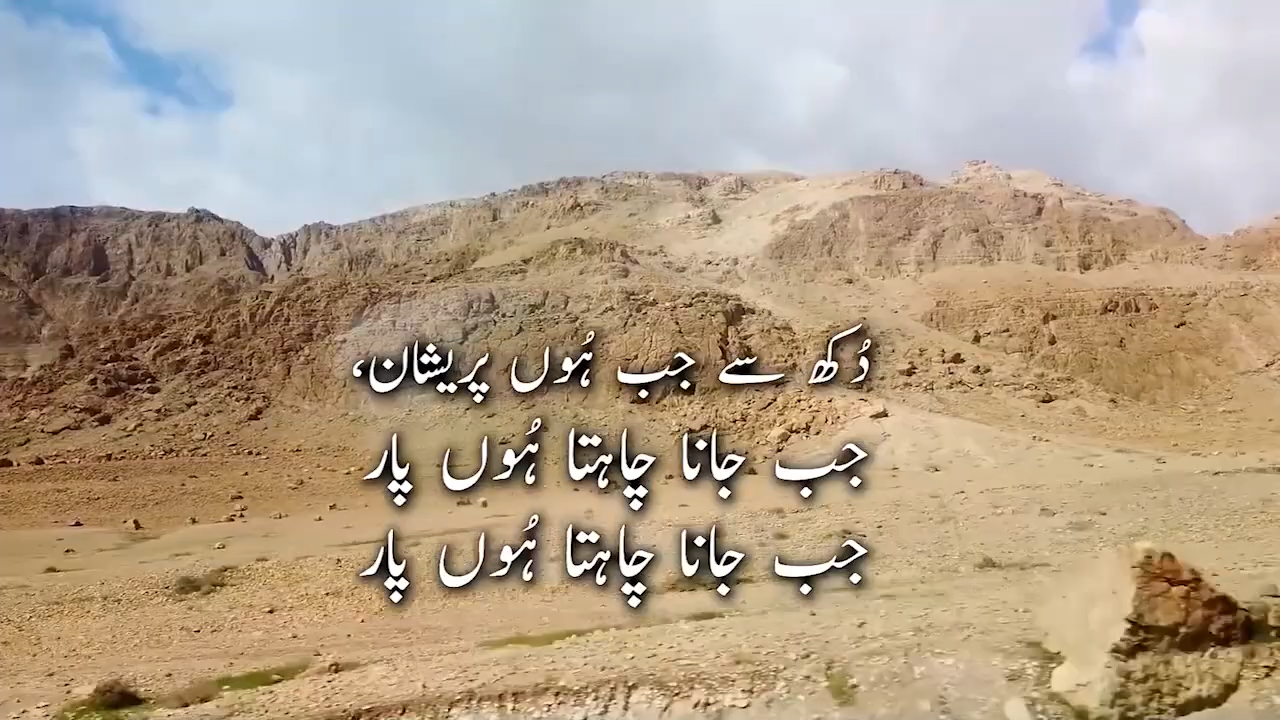 دُکھ سے جب ہُوں پریشان،
جب جانا چاہتا ہُوں پار
جب جانا چاہتا ہُوں پار